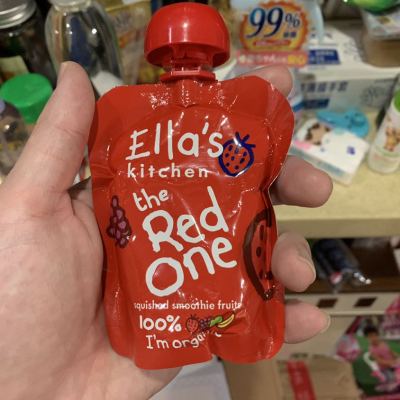 Ella's
kitchen
the
Red
One
squished smoothie fruits
100%
I'm organic
99%